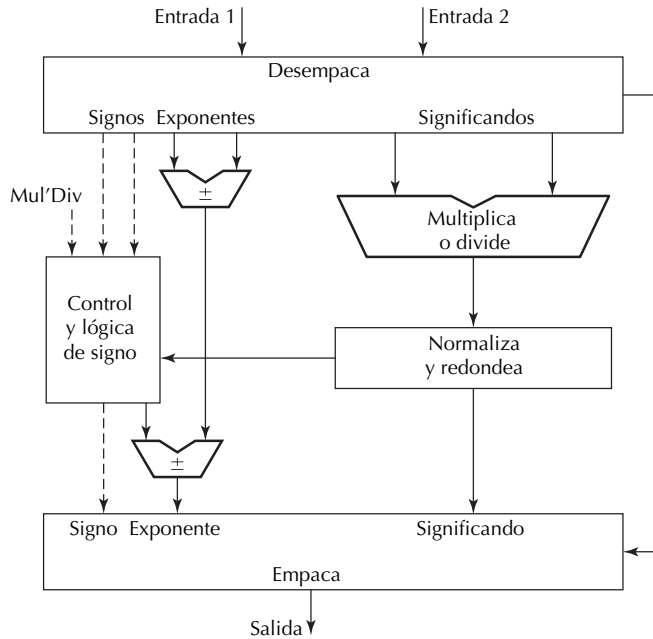 Entrada 1
Entrada 2
Desempaca
Signos Exponentes
Significandos
±
Mul'Div
Multiplica
o divide
Control
y lógica
de signo
Normaliza
y redondea
±
Signo Exponente
Significando
Empaca
Salida